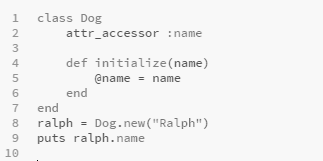 1 class Dog
2     attr_accessor :name
3
4     def initialize(name)
5         @name = name
6     end
7 end
8 ralph = Dog.new("Ralph")
9 puts ralph.name
10